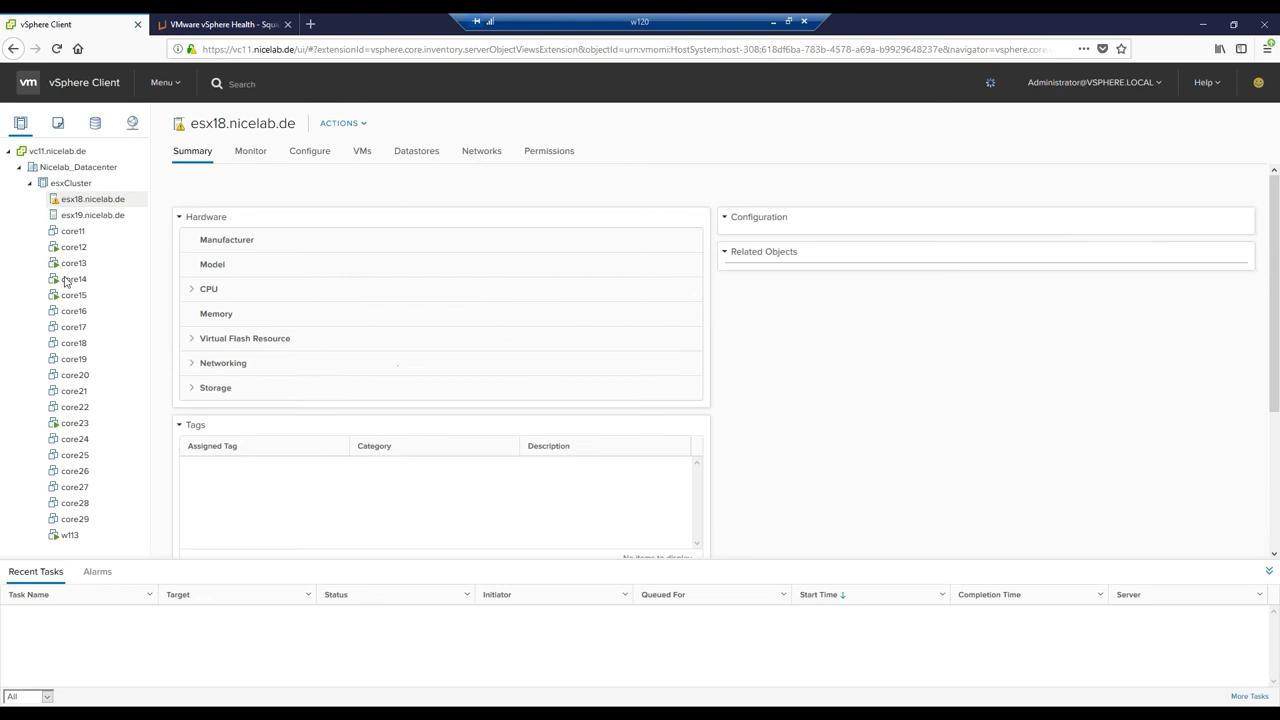 vSphere Client
VMware vSphere Health - Squa
w120
https://vc11.nicelab.de/ui/#?extensionId=vsphere.core.inventory.serverObjectViewsExtension&objectId=urn:vmomi:HostSystem:host-308:618df6ba-783b-4578-a69a-b9929648237e&navigator=vsphere.core.
vm vSphere Client Menu Search Administrator@VSPHERE.LOCAL Help
esx18.nicelab.de ACTIONS
Summary Monitor Configure VMs Datastores Networks Permissions
vc11.nicelab.de
Nicelab_Datacenter
esxCluster
esx18.nicelab.de
esx19.nicelab.de
core11
core12
core13
core14
core15
core16
core17
core18
core19
core20
core21
core22
core23
core24
core25
core26
core27
core28
core29
w113
Hardware
Manufacturer
Model
CPU
Memory
Virtual Flash Resource
Networking
Storage
Configuration
Related Objects
Tags
Assigned Tag Category Description
No items to display
Recent Tasks Alarms
Task Name Target Status Initiator Queued For Start Time Completion Time Server
All
More Tasks